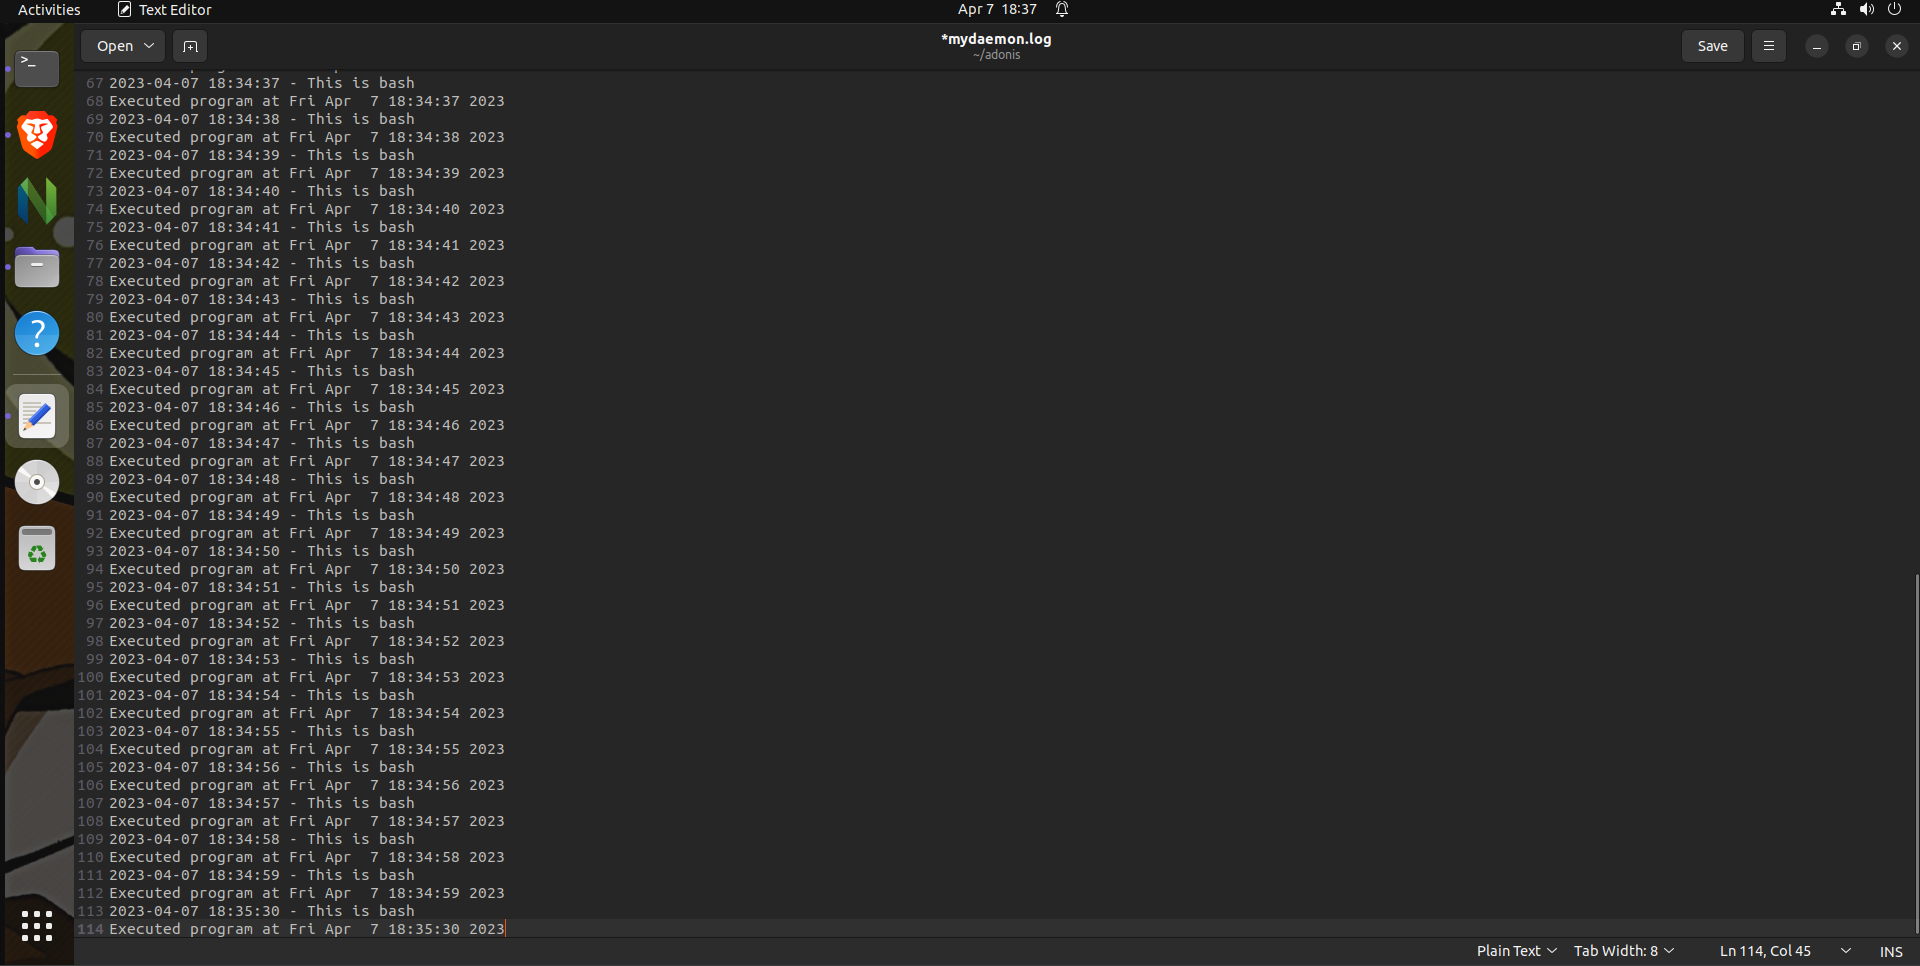 Activities
Text Editor
Apr 7 18:37
Open
*mydaemon.log
~/adonis
Save
67 2023-04-07 18:34:37 - This is bash
68 Executed program at Fri Apr  7 18:34:37 2023
69 2023-04-07 18:34:38 - This is bash
70 Executed program at Fri Apr  7 18:34:38 2023
71 2023-04-07 18:34:39 - This is bash
72 Executed program at Fri Apr  7 18:34:39 2023
73 2023-04-07 18:34:40 - This is bash
74 Executed program at Fri Apr  7 18:34:40 2023
75 2023-04-07 18:34:41 - This is bash
76 Executed program at Fri Apr  7 18:34:41 2023
77 2023-04-07 18:34:42 - This is bash
78 Executed program at Fri Apr  7 18:34:42 2023
79 2023-04-07 18:34:43 - This is bash
80 Executed program at Fri Apr  7 18:34:43 2023
81 2023-04-07 18:34:44 - This is bash
82 Executed program at Fri Apr  7 18:34:44 2023
83 2023-04-07 18:34:45 - This is bash
84 Executed program at Fri Apr  7 18:34:45 2023
85 2023-04-07 18:34:46 - This is bash
86 Executed program at Fri Apr  7 18:34:46 2023
87 2023-04-07 18:34:47 - This is bash
88 Executed program at Fri Apr  7 18:34:47 2023
89 2023-04-07 18:34:48 - This is bash
90 Executed program at Fri Apr  7 18:34:48 2023
91 2023-04-07 18:34:49 - This is bash
92 Executed program at Fri Apr  7 18:34:49 2023
93 2023-04-07 18:34:50 - This is bash
94 Executed program at Fri Apr  7 18:34:50 2023
95 2023-04-07 18:34:51 - This is bash
96 Executed program at Fri Apr  7 18:34:51 2023
97 2023-04-07 18:34:52 - This is bash
98 Executed program at Fri Apr  7 18:34:52 2023
99 2023-04-07 18:34:53 - This is bash
100 Executed program at Fri Apr  7 18:34:53 2023
101 2023-04-07 18:34:54 - This is bash
102 Executed program at Fri Apr  7 18:34:54 2023
103 2023-04-07 18:34:55 - This is bash
104 Executed program at Fri Apr  7 18:34:55 2023
105 2023-04-07 18:34:56 - This is bash
106 Executed program at Fri Apr  7 18:34:56 2023
107 2023-04-07 18:34:57 - This is bash
108 Executed program at Fri Apr  7 18:34:57 2023
109 2023-04-07 18:34:58 - This is bash
110 Executed program at Fri Apr  7 18:34:58 2023
111 2023-04-07 18:34:59 - This is bash
112 Executed program at Fri Apr  7 18:34:59 2023
113 2023-04-07 18:35:30 - This is bash
114 Executed program at Fri Apr  7 18:35:30 2023
Plain Text
Tab Width: 8
Ln 114, Col 45
INS